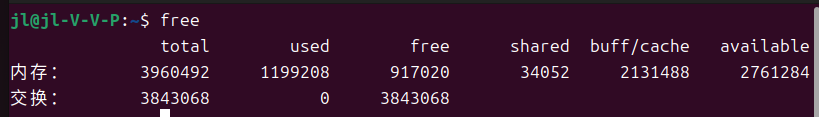 jl@jl-V-V-P:~$ free
total used free shared buff/cache available
内存： 3960492 1199208 917020 34052 2131488 2761284
交换： 3843068 0 3843068